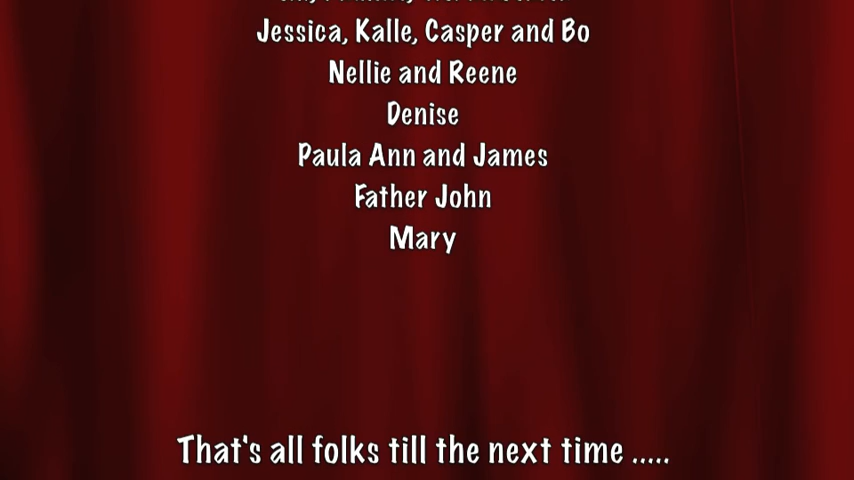 Jessica, Kalle, Casper and Bo
Nellie and Reene
Denise
Paula Ann and James
Father John
Mary
That's all folks till the next time .....